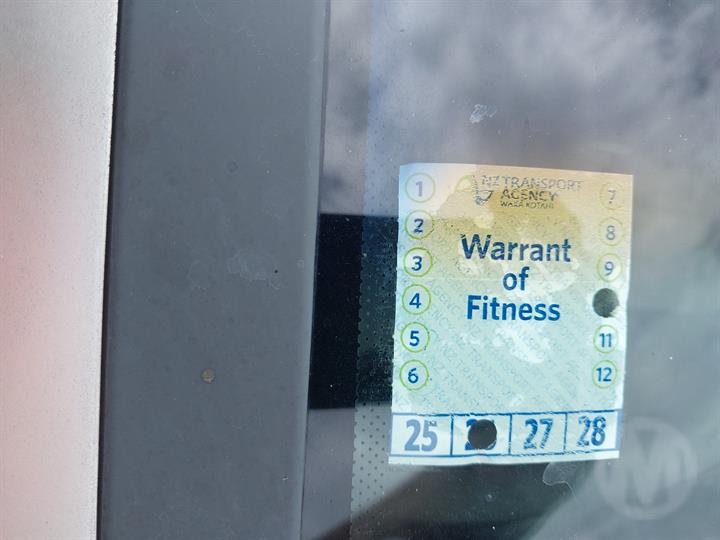 NZ TRANSPORT
AGENCY
WAKA KOTAHI
1
2
3
4
5
6
7
8
9
11
12
Warrant
of
Fitness
25 27 28
M